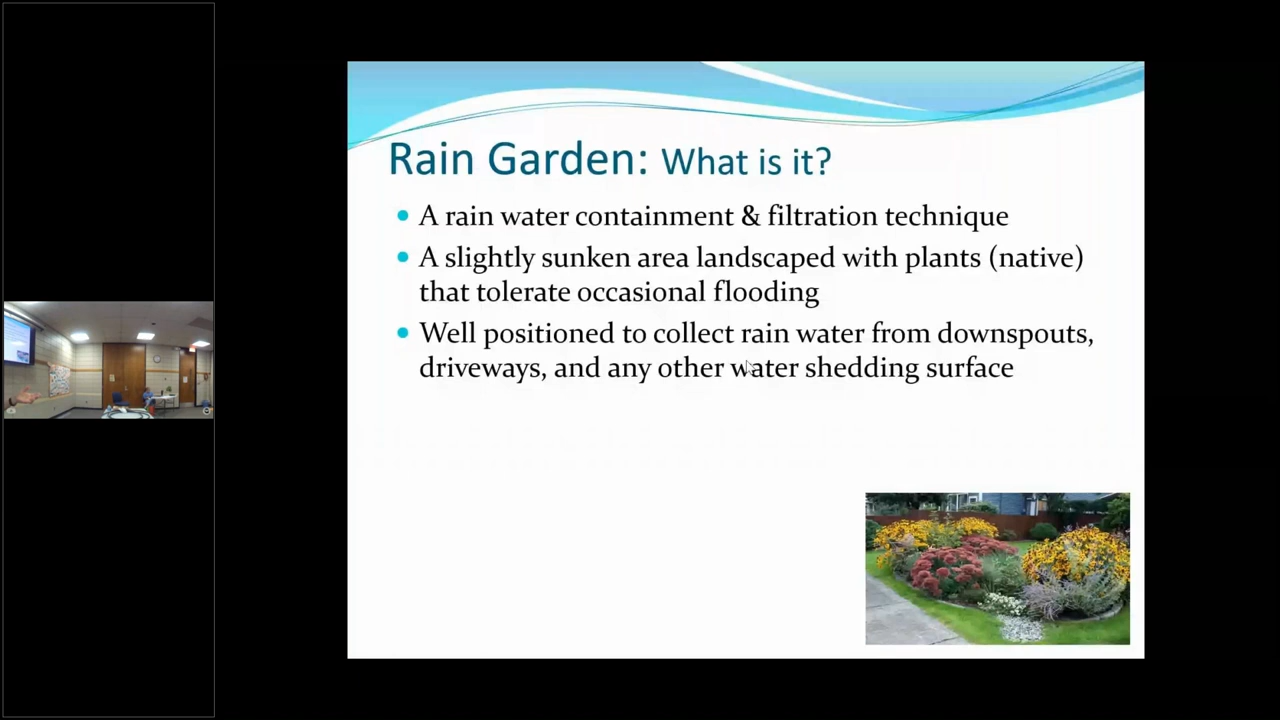 Rain Garden: What is it?
A rain water containment & filtration technique
A slightly sunken area landscaped with plants (native)
that tolerate occasional flooding
Well positioned to collect rain water from downspouts,
driveways, and any other water shedding surface